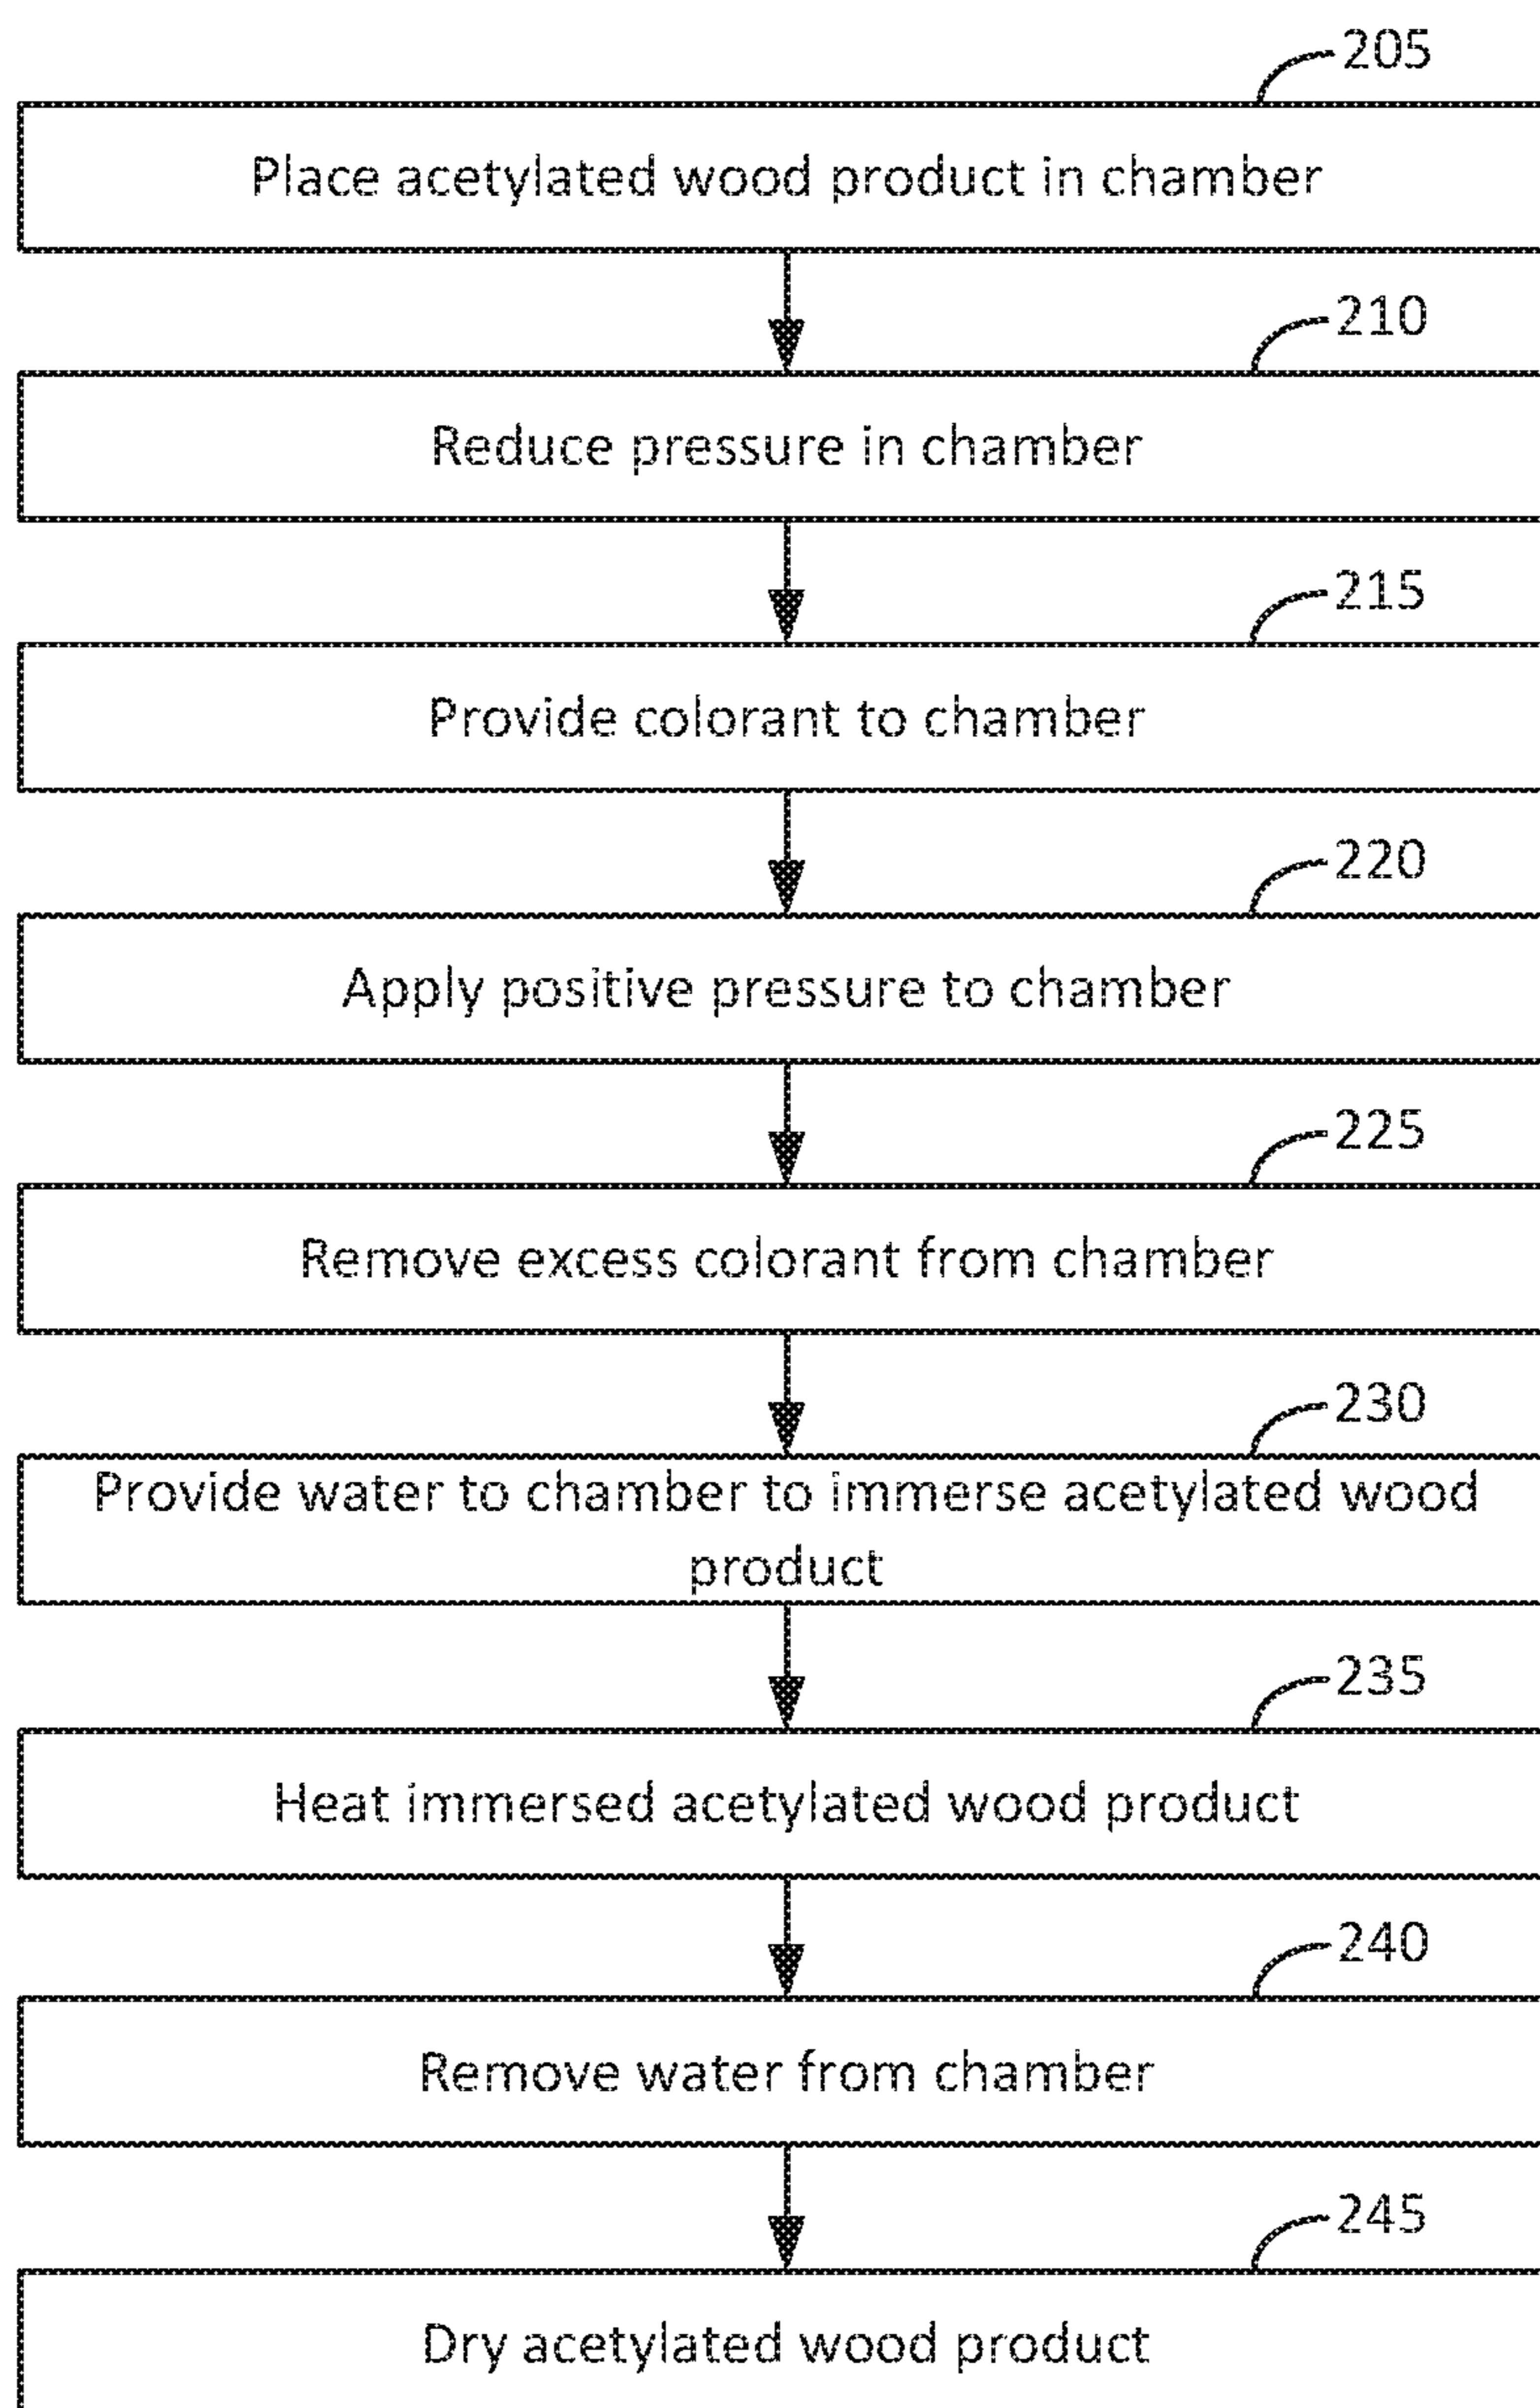 205
Place acetylated wood product in chamber
210
Reduce pressure in chamber
215
Provide colorant to chamber
220
Apply positive pressure to chamber
225
Remove excess colorant from chamber
230
Provide water to chamber to immerse acetylated wood
product
235
Heat immersed acetylated wood product
240
Remove water from chamber
245
Dry acetylated wood product